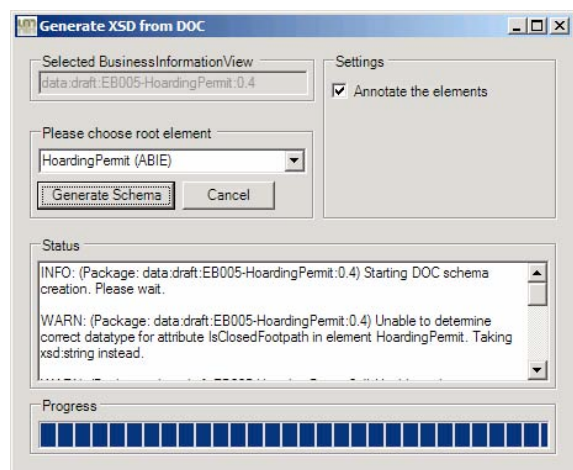 Generate XSD from DOC
Selected BusinessInformationView
data:draft:EB005-HoardingPermit:0.4
Settings
Annotate the elements
Please choose root element
HoardingPermit (ABIE)
Generate Schema
Cancel
Status
INFO: (Package: data:draft:EB005-HoardingPermit:0.4) Starting DOC schema
creation. Please wait.
WARN: (Package: data:draft:EB005-HoardingPermit:0.4) Unable to determine
correct datatype for attribute IsClosedFootpath in element HoardingPermit. Taking
xsd:string instead.
Progress